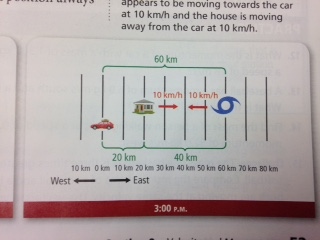 appears to be moving towards the car
at 10 km/h and the house is moving
away from the car at 10 km/h.
60 km
10 km/h 10 km/h
20 km 40 km
10 km 0 km 10 km 20 km 30 km 40 km 50 km 60 km 70 km 80 km
West East
3:00 P.M.